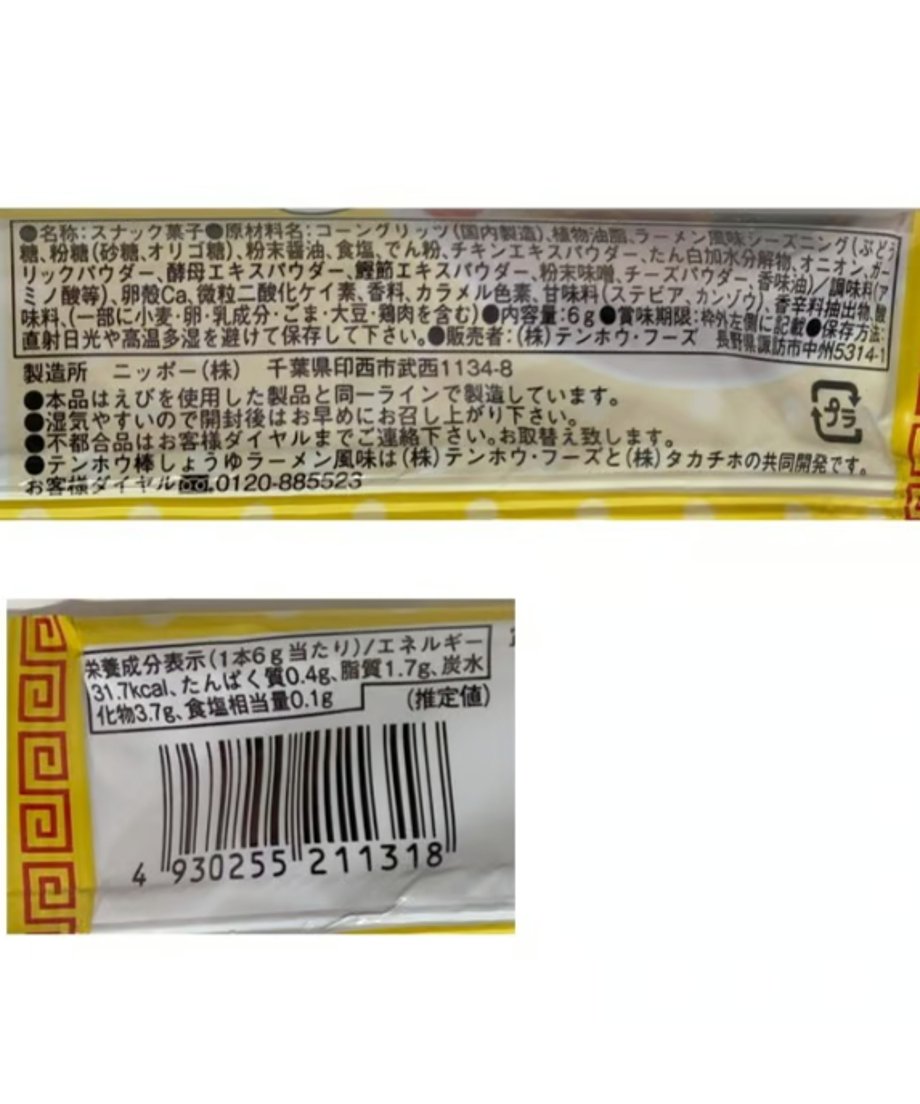 ●名称:スナック菓子●原材料名:コーングリッツ(国内製造)、植物油脂、ラーメン風味シーズニング(ぶどう
糖、粉糖(砂糖、オリゴ糖)、粉末醤油、食塩、でん粉、チキンエキスパウダー、たん白加水分解物、オニオン、ガー
リックパウダー、酵母エキスパウダー、鰹節エキスパウダー、粉末味噌、チーズパウダー、香味油)/調味料(ア
ミノ酸等)、卵殻Ca、微粒二酸化ケイ素、香料、カラメル色素、甘味料(ステビア、カンゾウ)、香辛料抽出物、酸
味料、(一部に小麦・卵・乳成分・ごま・大豆・鶏肉を含む)●内容量:6g●賞味期限:枠外左側に記載●保存方法:
直射日光や高温多湿を避けて保存して下さい。●販売者:(株)テンホウ・フーズ 長野県諏訪市中洲5314-1
製造所 ニッポー(株) 千葉県印西市武西1134-8
●本品はえびを使用した製品と同一ラインで製造しています。
●湿気やすいので開封後はお早めにお召し上がり下さい。
●不都合品はお客様ダイヤルまでご連絡下さい。お取替え致します。
●テンホウ棒しょうゆラーメン風味は(株)テンホウ・フーズと(株)タカチホの共同開発です。
お客様ダイヤル 0120-885523
プラ
栄養成分表示(1本6g当たり)/エネルギー
31.7kcal、たんぱく質0.4g、脂質1.7g、炭水
化物3.7g、食塩相当量0.1g (推定値)
4 930255 211318